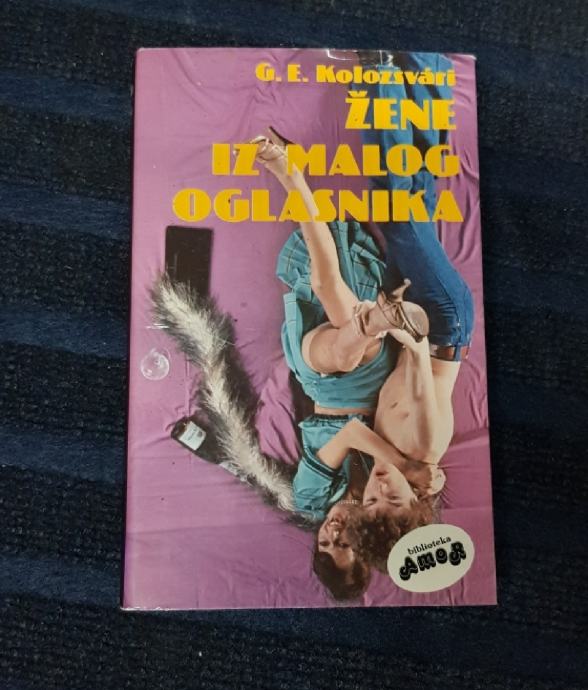 G. E. Kolozsvári
ŽENE
IZ MALOG
OGLASNIKA
biblioteka
AMOR